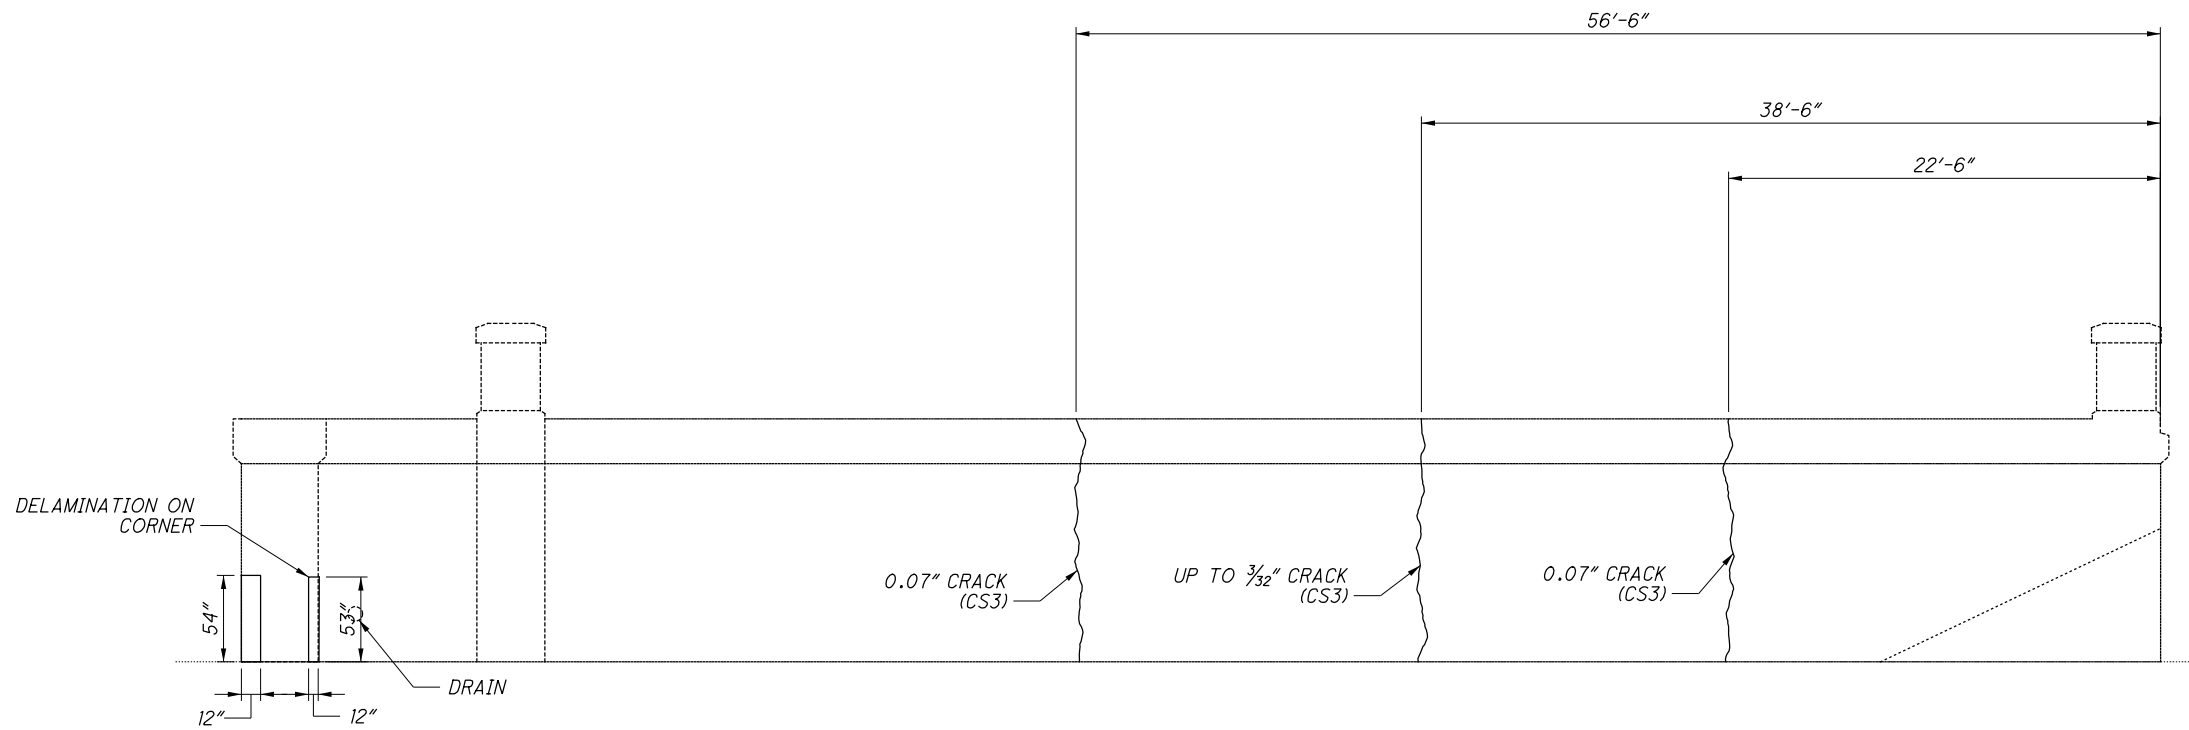 56'-6"
38'-6"
22'-6"
DELAMINATION ON
CORNER
0.07" CRACK
(CS3)
UP TO 3/32" CRACK
(CS3)
0.07" CRACK
(CS3)
54"
53"
DRAIN
12"
12"